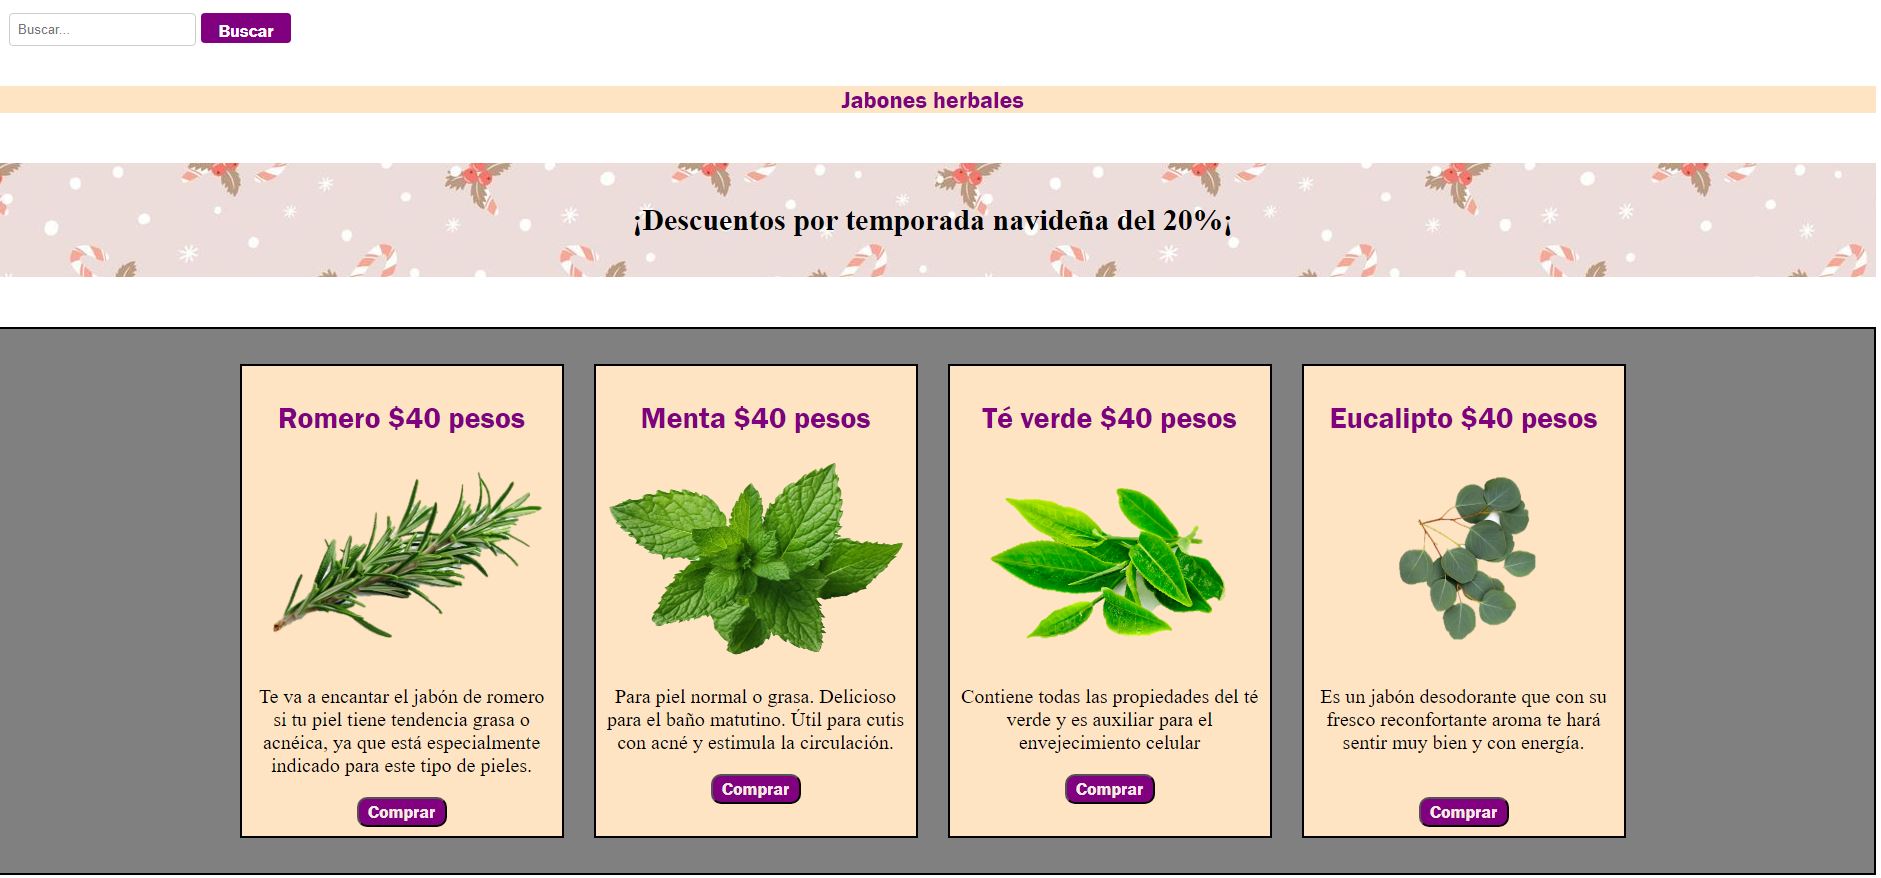 Buscar...
Buscar
Jabones herbales
¡Descuentos por temporada navideña del 20%¡
Romero $40 pesos
Te va a encantar el jabón de romero
si tu piel tiene tendencia grasa o
acnéica, ya que está especialmente
indicado para este tipo de pieles.
Comprar
Menta $40 pesos
Para piel normal o grasa. Delicioso
para el baño matutino. Útil para cutis
con acné y estimula la circulación.
Comprar
Té verde $40 pesos
Contiene todas las propiedades del té
verde y es auxiliar para el
envejecimiento celular
Comprar
Eucalipto $40 pesos
Es un jabón desodorante que con su
fresco reconfortante aroma te hará
sentir muy bien y con energía.
Comprar